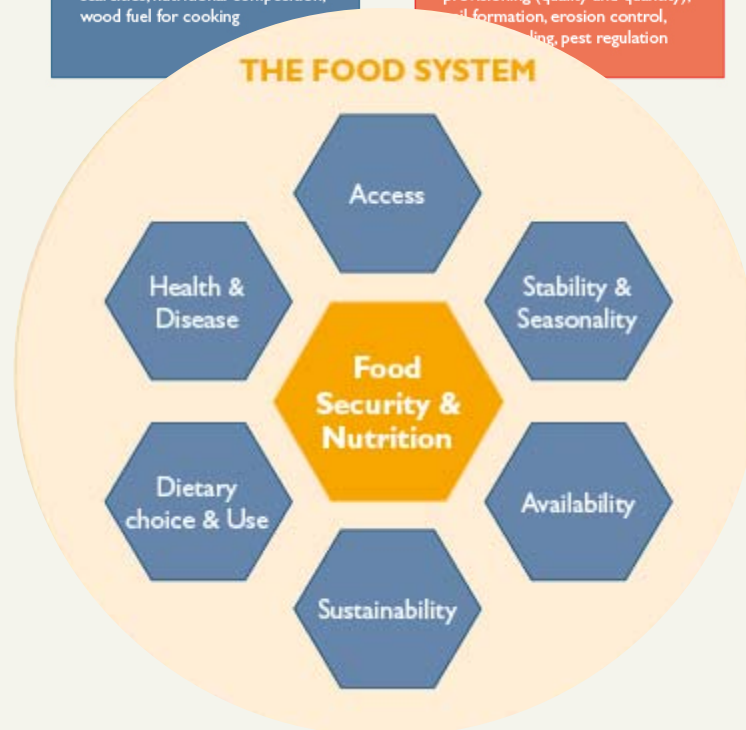 wood fuel for cooking
soil formation, erosion control,
pest regulation
THE FOOD SYSTEM
Access
Health &
Disease
Stability &
Seasonality
Food
Security &
Nutrition
Dietary
choice & Use
Availability
Sustainability